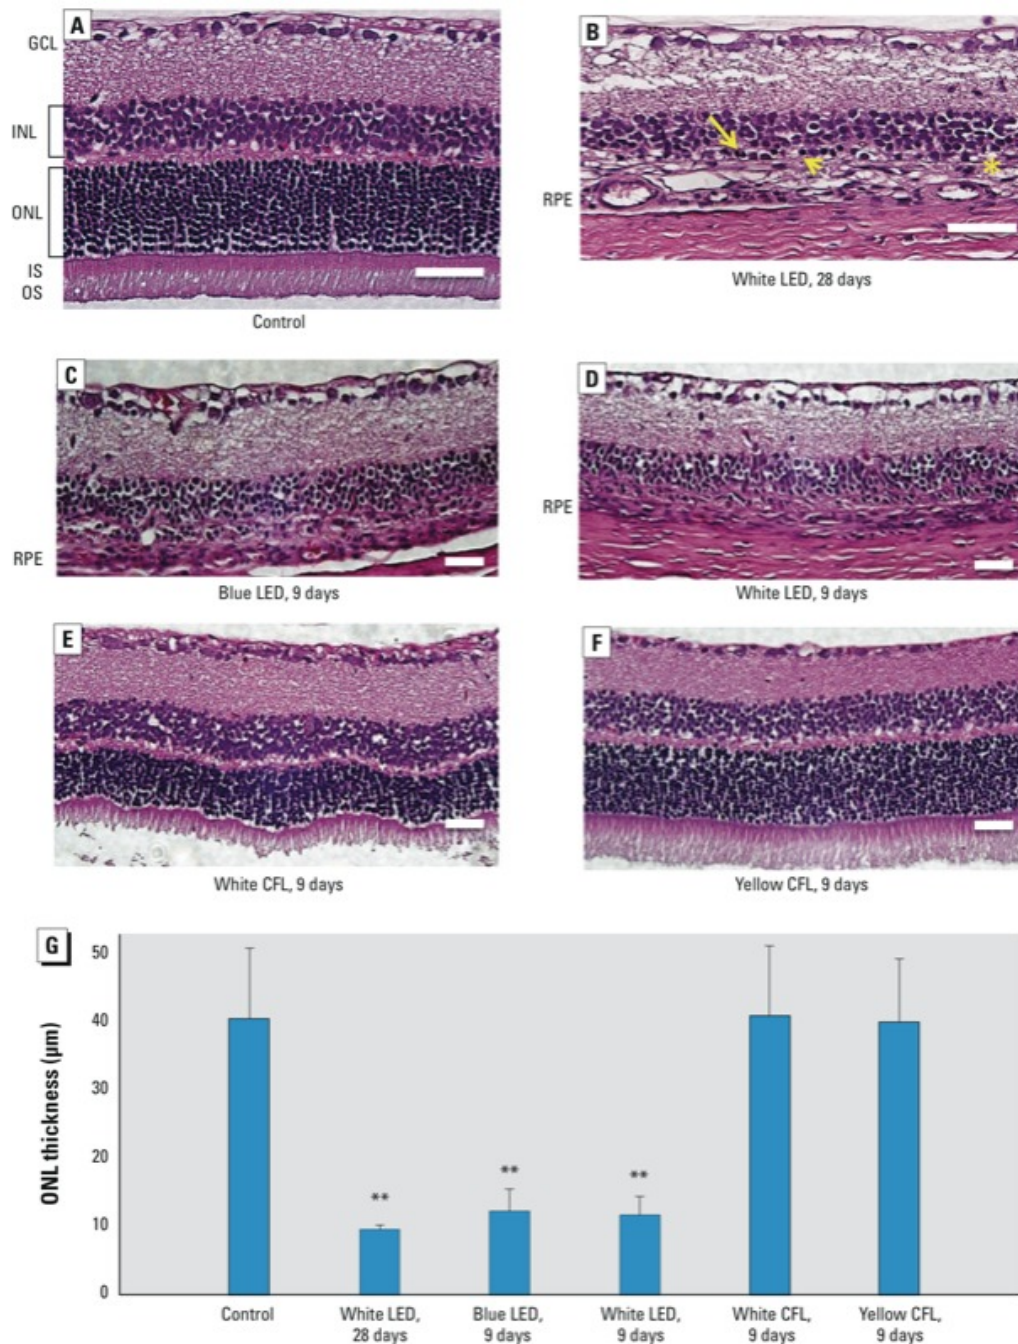 A
GCL
INL
ONL
IS
OS
Control
B
RPE
White LED, 28 days
C
RPE
Blue LED, 9 days
D
RPE
White LED, 9 days
E
White CFL, 9 days
F
Yellow CFL, 9 days
G
ONL thickness (µm)
50
40
30
20
10
0
**
**
**
Control
White LED,
28 days
Blue LED,
9 days
White LED,
9 days
White CFL,
9 days
Yellow CFL,
9 days